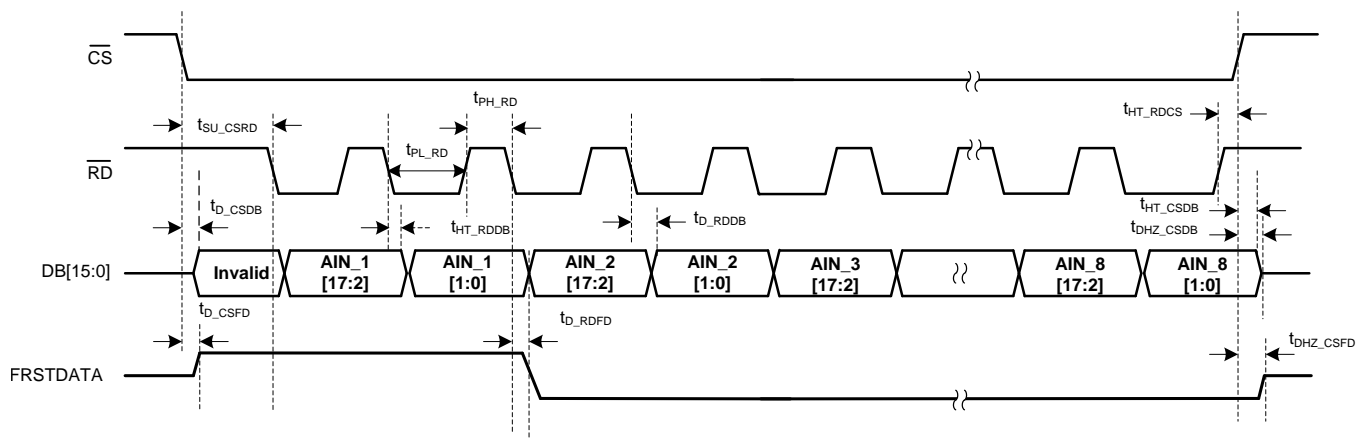 CS
t_PH_RD
t_SU_CSRD
t_HT_RDCS
t_PL_RD
RD
t_D_CSDB
t_HT_RDDB
t_D_RDDB
t_HT_CSDB
t_DHZ_CSDB
DB[15:0]
Invalid
AIN_1
[17:2]
AIN_1
[1:0]
AIN_2
[17:2]
AIN_2
[1:0]
AIN_3
[17:2]
AIN_8
[17:2]
AIN_8
[1:0]
t_D_CSFD
t_D_RDFD
t_DHZ_CSFD
FRSTDATA